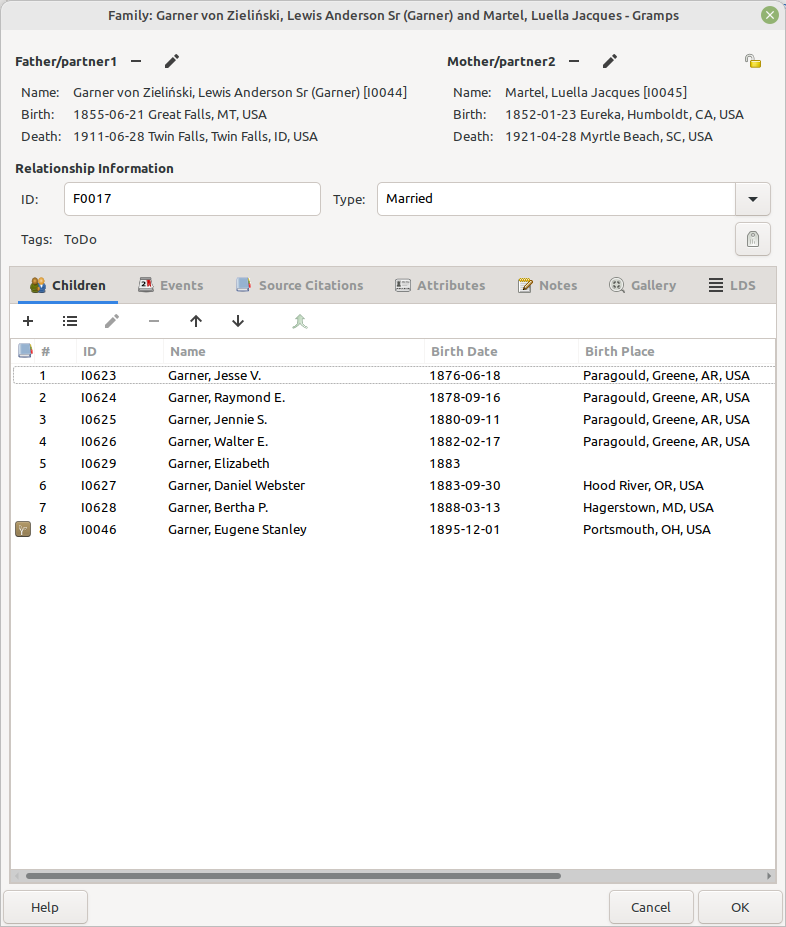 Family: Garner von Zieliński, Lewis Anderson Sr (Garner) and Martel, Luella Jacques - Gramps
Father/partner1
Mother/partner2
Name: Garner von Zieliński, Lewis Anderson Sr (Garner) [I0044]
Name: Martel, Luella Jacques [I0045]
Birth: 1855-06-21 Great Falls, MT, USA
Birth: 1852-01-23 Eureka, Humboldt, CA, USA
Death: 1911-06-28 Twin Falls, Twin Falls, ID, USA
Death: 1921-04-28 Myrtle Beach, SC, USA
Relationship Information
ID: F0017 Type: Married
Tags: ToDo
Children Events Source Citations Attributes Notes Gallery LDS
# ID Name Birth Date Birth Place
1 I0623 Garner, Jesse V. 1876-06-18 Paragould, Greene, AR, USA
2 I0624 Garner, Raymond E. 1878-09-16 Paragould, Greene, AR, USA
3 I0625 Garner, Jennie S. 1880-09-11 Paragould, Greene, AR, USA
4 I0626 Garner, Walter E. 1882-02-17 Paragould, Greene, AR, USA
5 I0629 Garner, Elizabeth 1883
6 I0627 Garner, Daniel Webster 1883-09-30 Hood River, OR, USA
7 I0628 Garner, Bertha P. 1888-03-13 Hagerstown, MD, USA
8 I0046 Garner, Eugene Stanley 1895-12-01 Portsmouth, OH, USA
Help Cancel OK